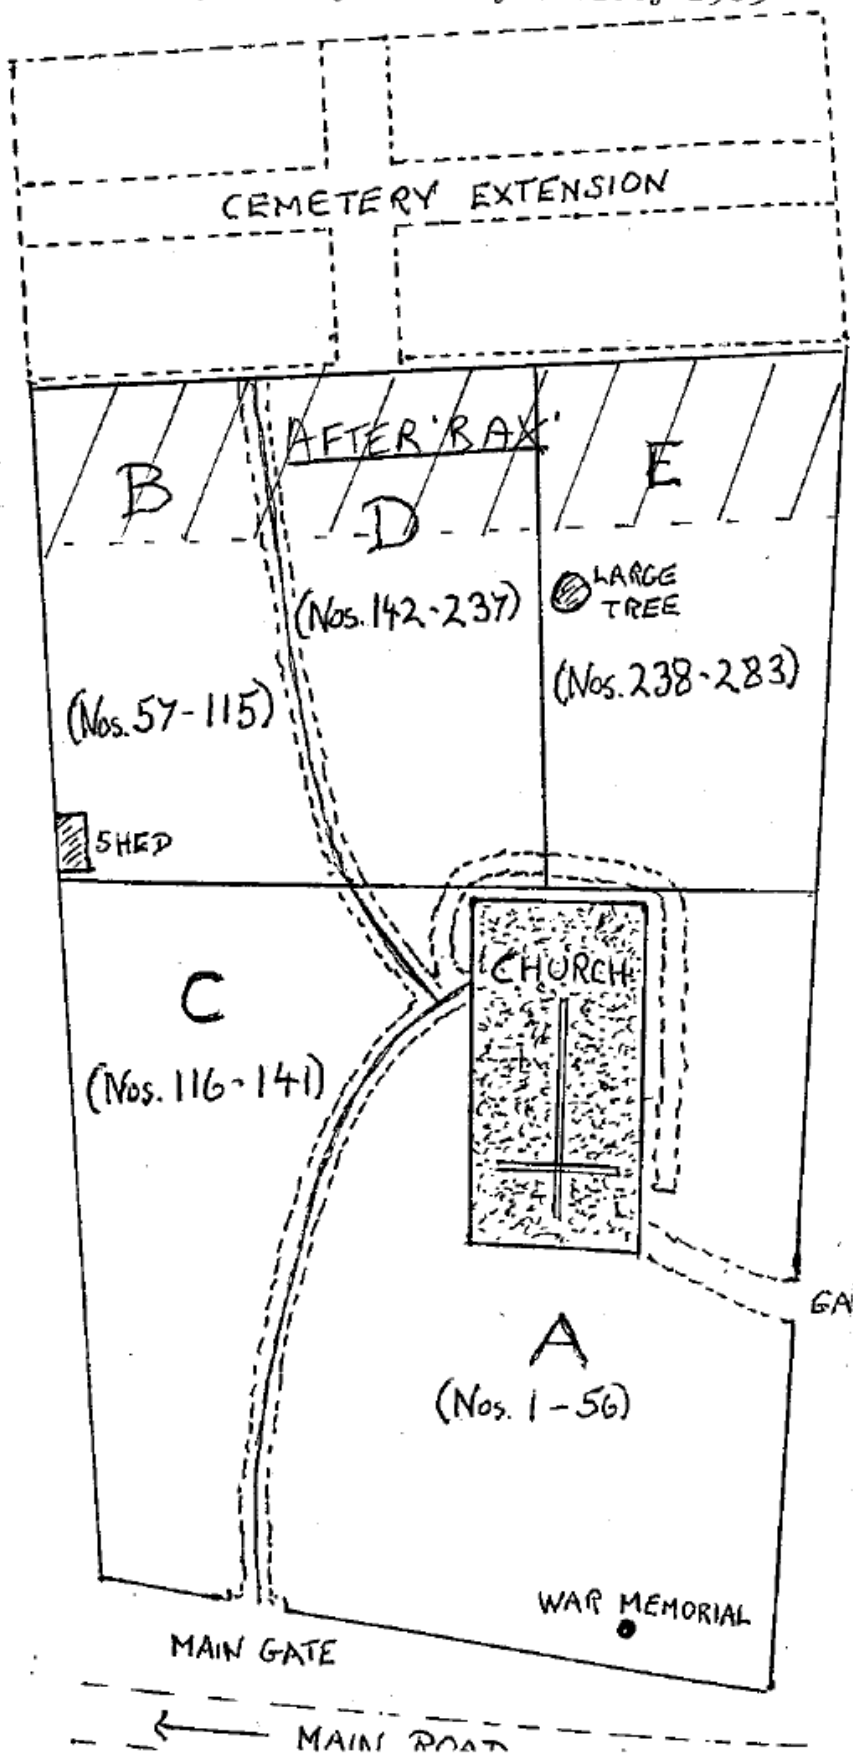 CEMETERY EXTENSION
AFTER 'RAX'
B
D
E
LARGE
TREE
(Nos. 142-237)
(Nos. 238-283)
(Nos. 57-115)
SHED
CHURCH
C
(Nos. 116-141)
GA
A
(Nos. 1-56)
WAR MEMORIAL
MAIN GATE
MAIN ROAD